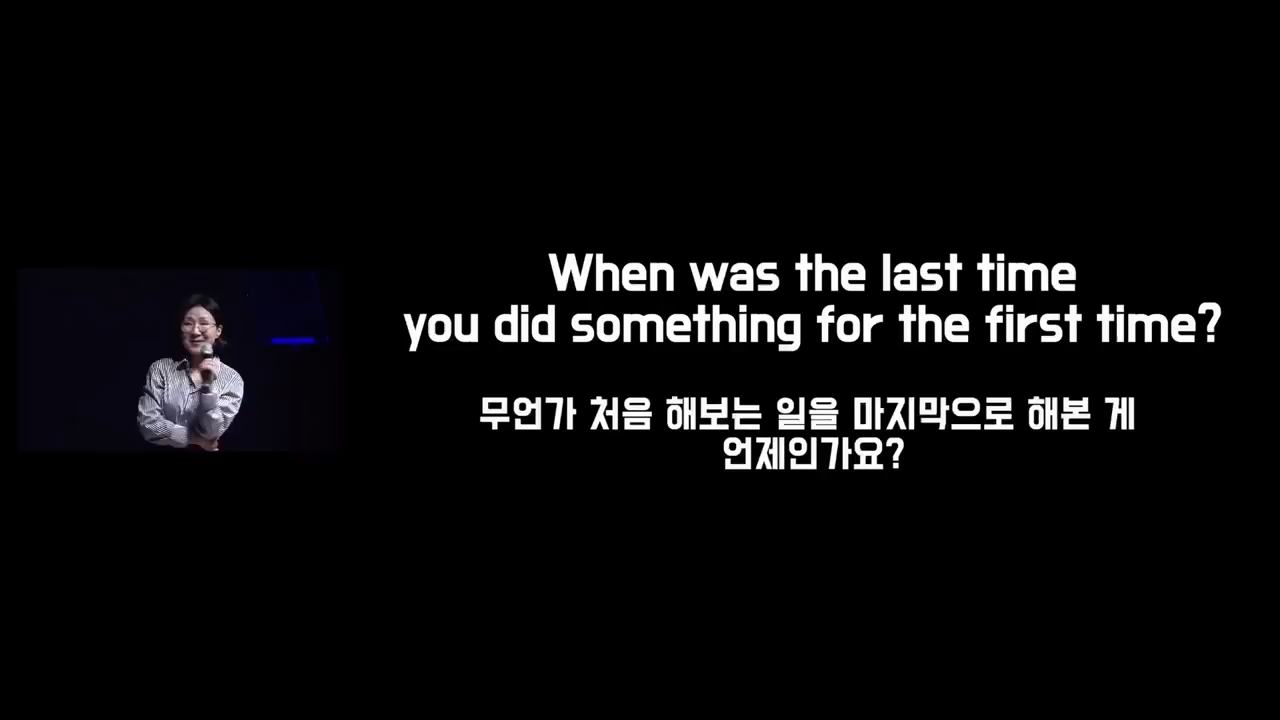 When was the last time
you did something for the first time?
무언가 처음 해보는 일을 마지막으로 해본 게
언제인가요?